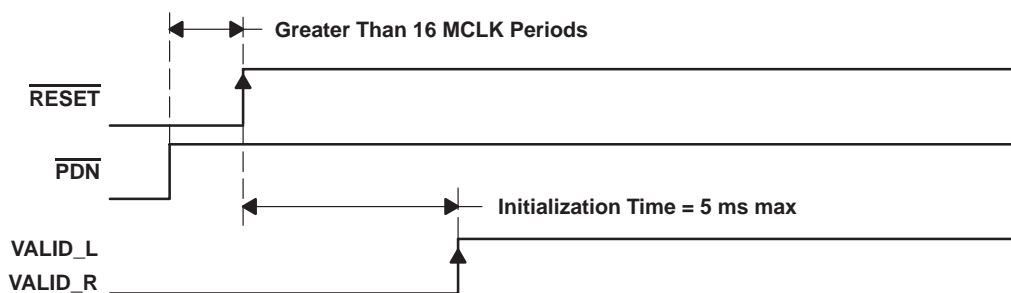 Greater Than 16 MCLK Periods
RESET
PDN
Initialization Time = 5 ms max
VALID_L
VALID_R